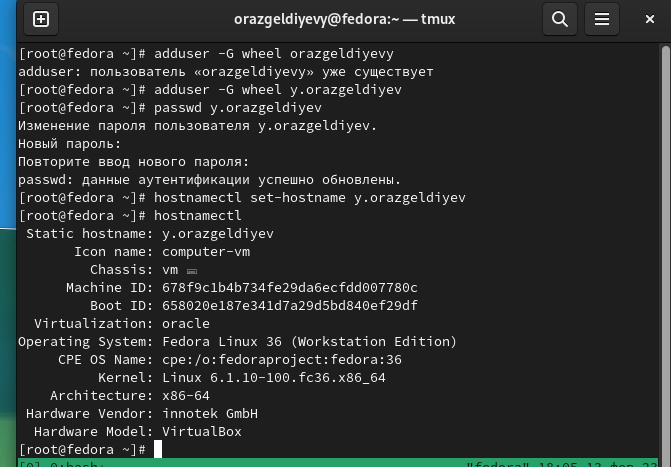 orazgeldiyevy@fedora:~ — tmux
[root@fedora ~]# adduser -G wheel orazgeldiyevy
adduser: пользователь «orazgeldiyevy» уже существует
[root@fedora ~]# adduser -G wheel y.orazgeldiyev
[root@fedora ~]# passwd y.orazgeldiyev
Изменение пароля пользователя y.orazgeldiyev.
Новый пароль:
Повторите ввод нового пароля:
passwd: данные аутентификации успешно обновлены.
[root@fedora ~]# hostnamectl set-hostname y.orazgeldiyev
[root@fedora ~]# hostnamectl
Static hostname: y.orazgeldiyev
Icon name: computer-vm
Chassis: vm
Machine ID: 678f9c1b4b734fe29da6ecfdd007780c
Boot ID: 658020e187e341d7a29d5bd840ef29df
Virtualization: oracle
Operating System: Fedora Linux 36 (Workstation Edition)
CPE OS Name: cpe:/o:fedoraproject:fedora:36
Kernel: Linux 6.1.10-100.fc36.x86_64
Architecture: x86-64
Hardware Vendor: innotek GmbH
Hardware Model: VirtualBox
[root@fedora ~]#
[0] 0:bash* "fedora" 18:05 13-фев-23